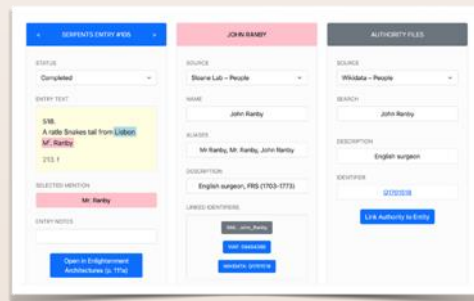 SERPENTS ENTRY #106
STATUS
Completed
ENTRY TEXT
518.
A ratle Snakes tail from Lisbon
Mr. Ranby
213. f
SELECTED MENTION
Mr. Ranby
ENTRY NOTES
Open in Enlightenment
Architectures (p. 111a)
JOHN RANBY
SOURCE
Sloane Lab – People
NAME
John Ranby
ALIASES
Mr Ranby, Mr. Ranby, John Ranby
DESCRIPTION
English surgeon, FRS (1703-1773)
LINKED IDENTIFIERS
AUTHORITY FILES
SOURCE
Wikidata – People
SEARCH
John Ranby
DESCRIPTION
English surgeon
IDENTIFIER
Link Authority to Entity